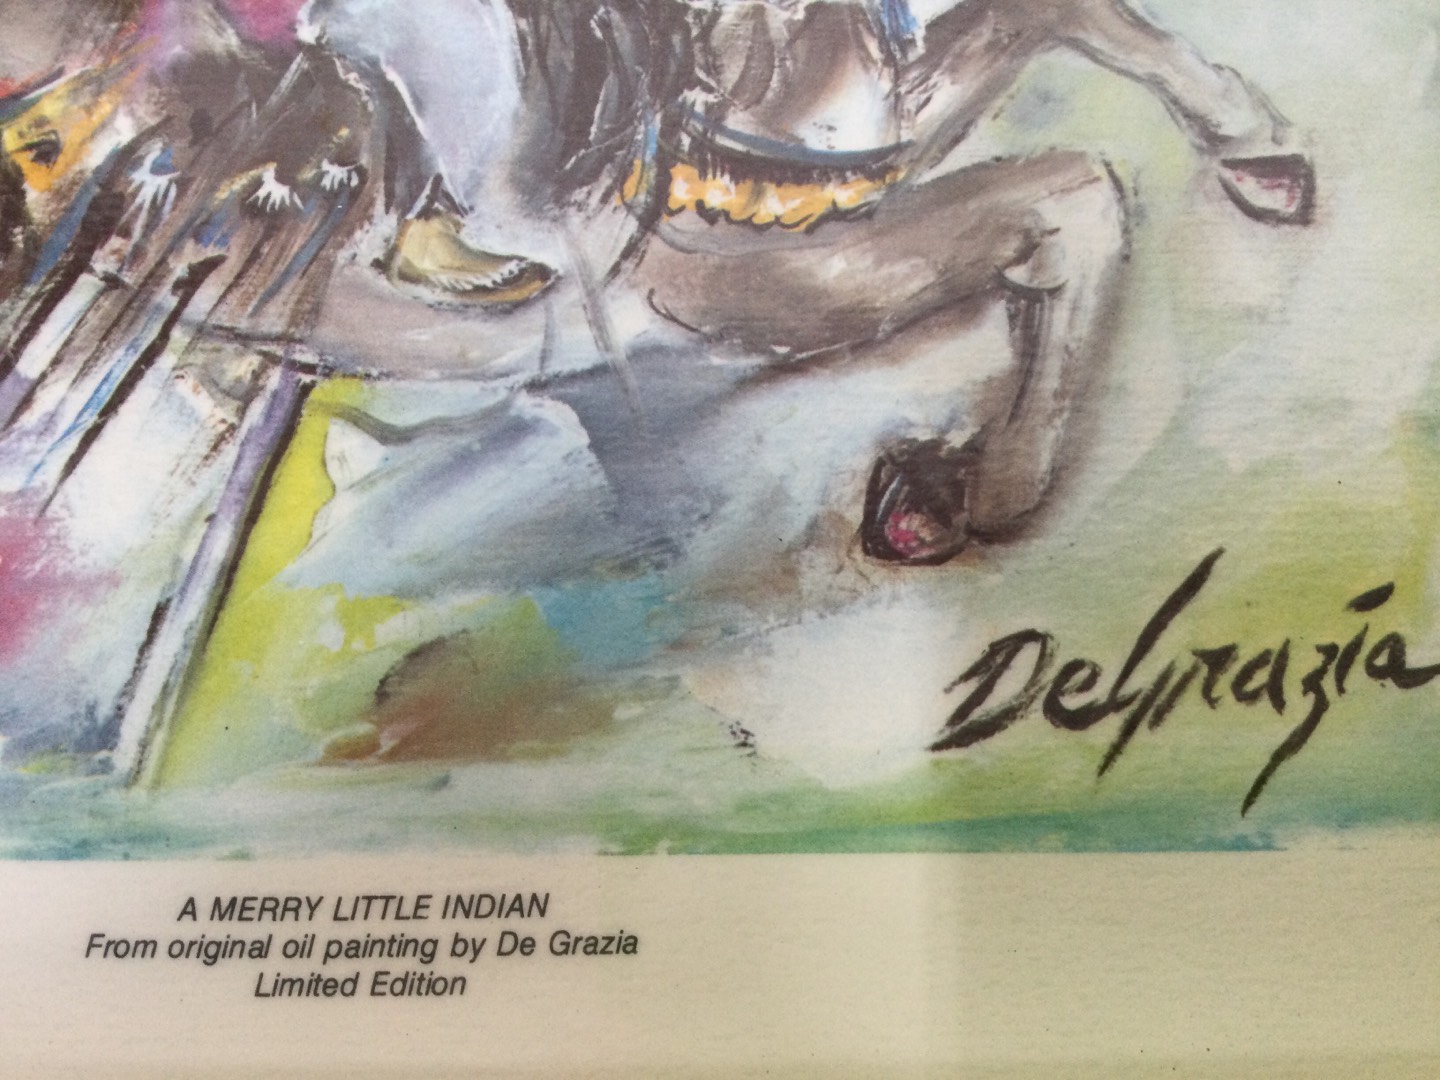 DeGrazia
A MERRY LITTLE INDIAN
From original oil painting by De Grazia
Limited Edition